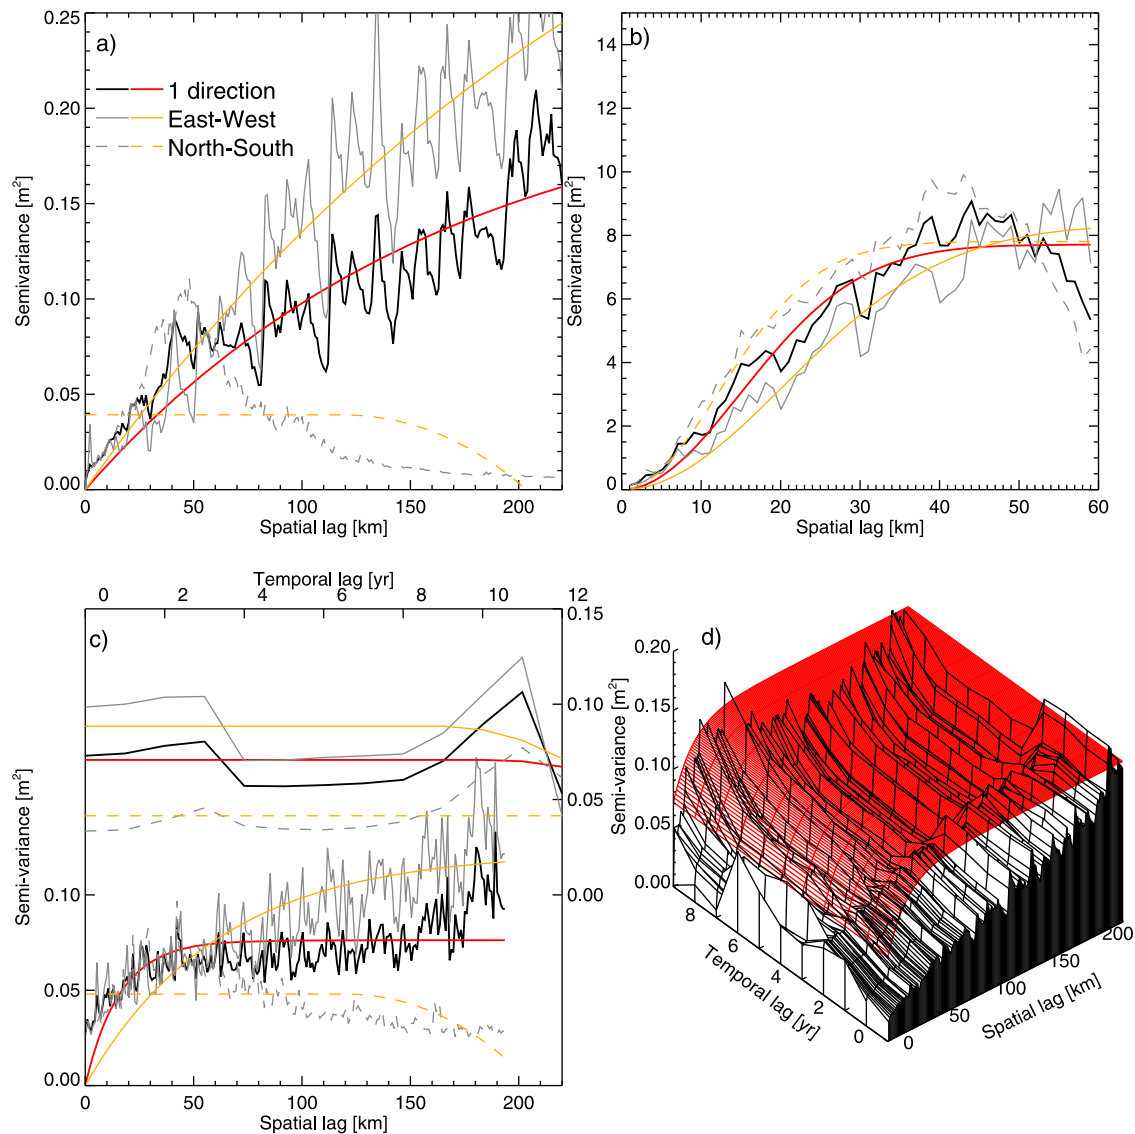 a)
0.25
0.20
0.15
0.10
0.05
0.00
Semivariance [m²]
1 direction
East-West
North-South
0 50 100 150 200
Spatial lag [km]
b)
14
12
10
8
6
4
2
0
Semivariance [m²]
0 10 20 30 40 50 60
Spatial lag [km]
Temporal lag [yr]
0 2 4 6 8 10 12
c)
0.15
0.10
0.05
0.00
0.10
0.05
0.00
Semi-variance [m²]
0 50 100 150 200
Spatial lag [km]
d)
0.20
0.15
0.10
0.05
0.00
Semi-variance [m²]
8 6 4 2 0
Temporal lag [yr]
0 50 100 150 200
Spatial lag [km]